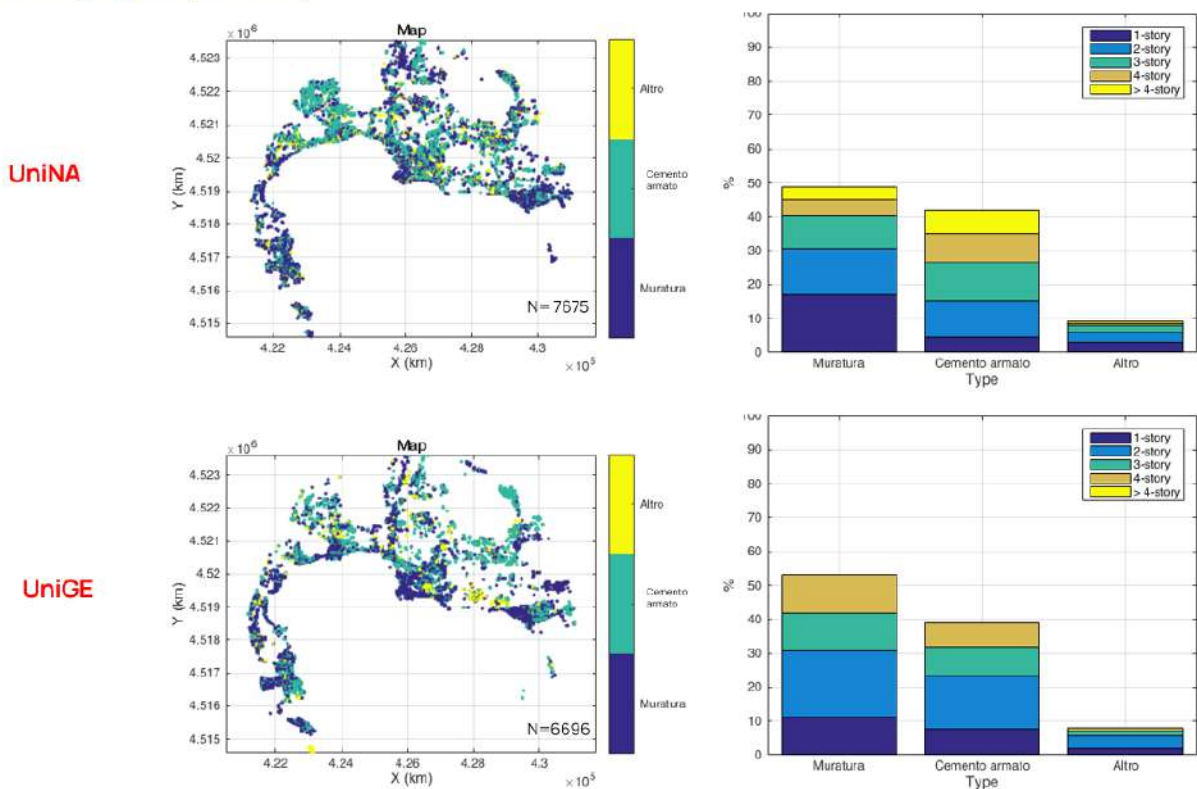 UniNA
× 10⁶
Map
4.523
4.522
4.521
4.52
4.519
4.518
4.517
4.516
4.515
Y (km)
N=7675
4.22
4.24
4.26
4.28
4.3
X (km)
× 10⁵
Altro
Cemento armato
Muratura
100
90
80
70
60
50
40
30
20
10
0
%
1-story
2-story
3-story
4-story
> 4-story
Muratura
Cemento armato
Altro
Type
UniGE
× 10⁶
Map
4.523
4.522
4.521
4.52
4.519
4.518
4.517
4.516
4.515
Y (km)
N=6696
4.22
4.24
4.26
4.28
4.3
X (km)
× 10⁵
Altro
Cemento
armato
Muratura
100
90
80
70
60
50
40
30
20
10
0
%
1-story
2-story
3-story
4-story
> 4-story
Muratura
Cemento armato
Altro
Type